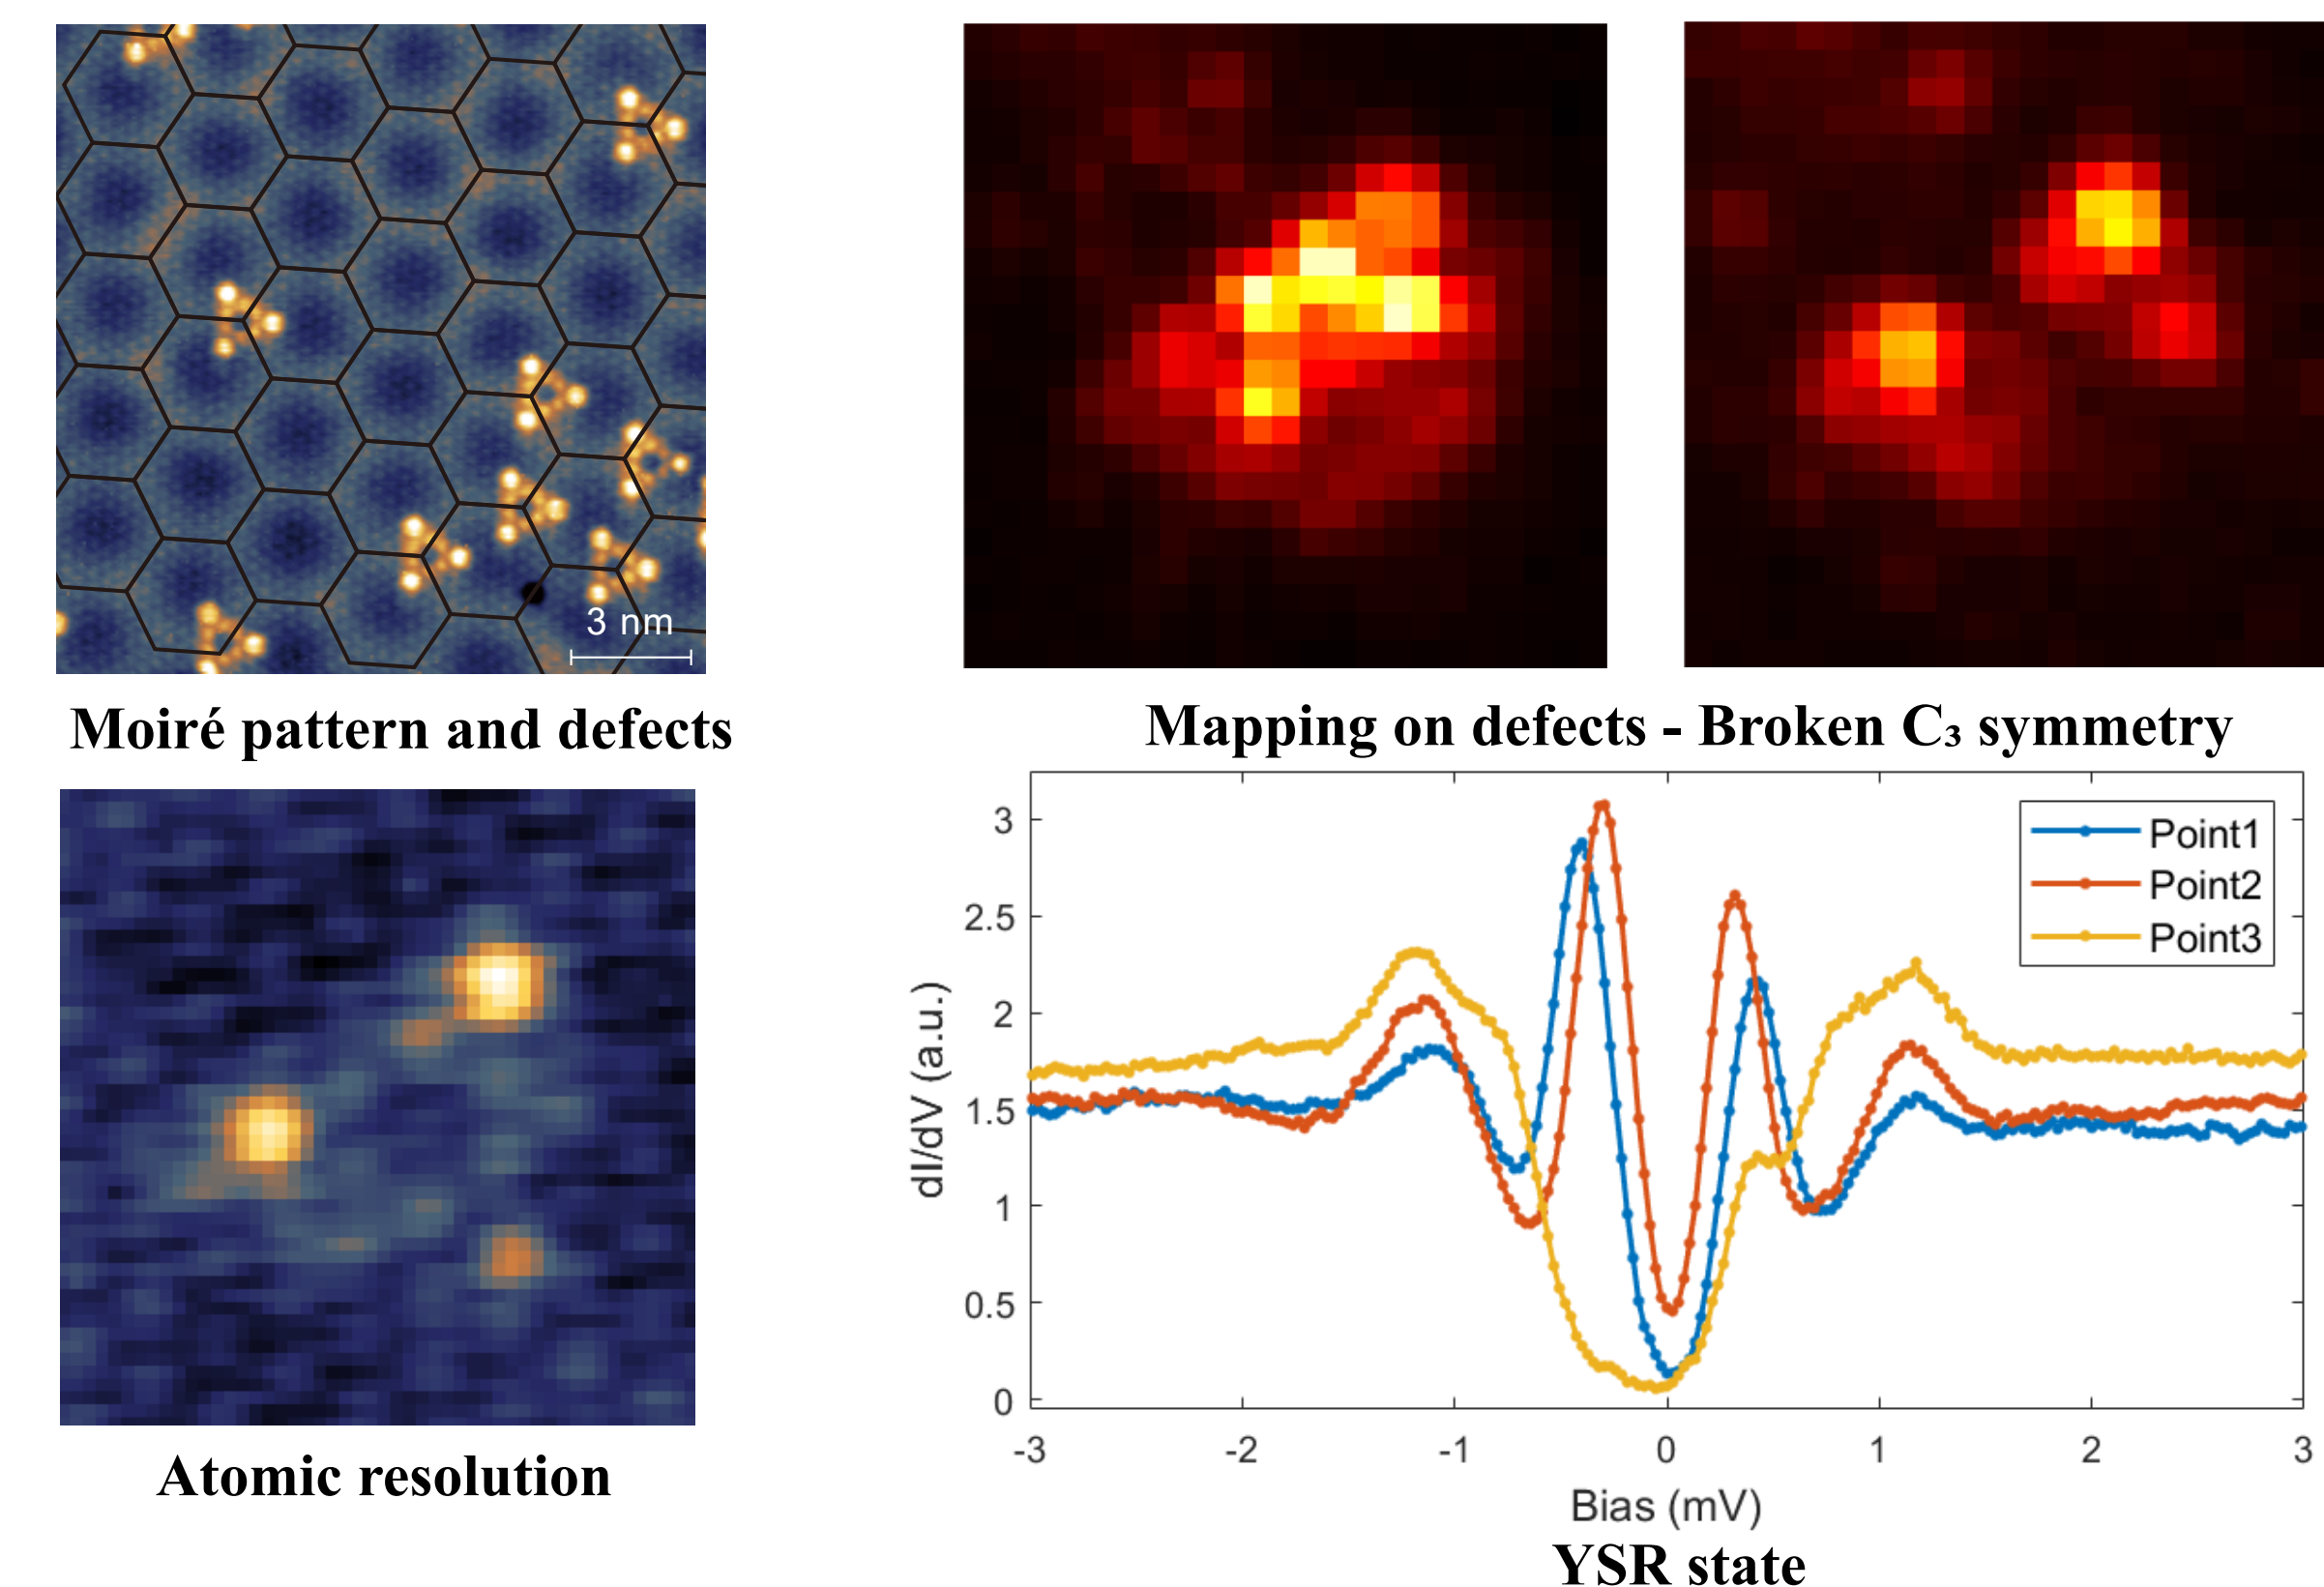 3 nm
Moiré pattern and defects
Mapping on defects - Broken C₃ symmetry
Atomic resolution
dI/dV (a.u.)
3
2.5
2
1.5
1
0.5
0
Point1
Point2
Point3
-3 -2 -1 0 1 2 3
Bias (mV)
YSR state